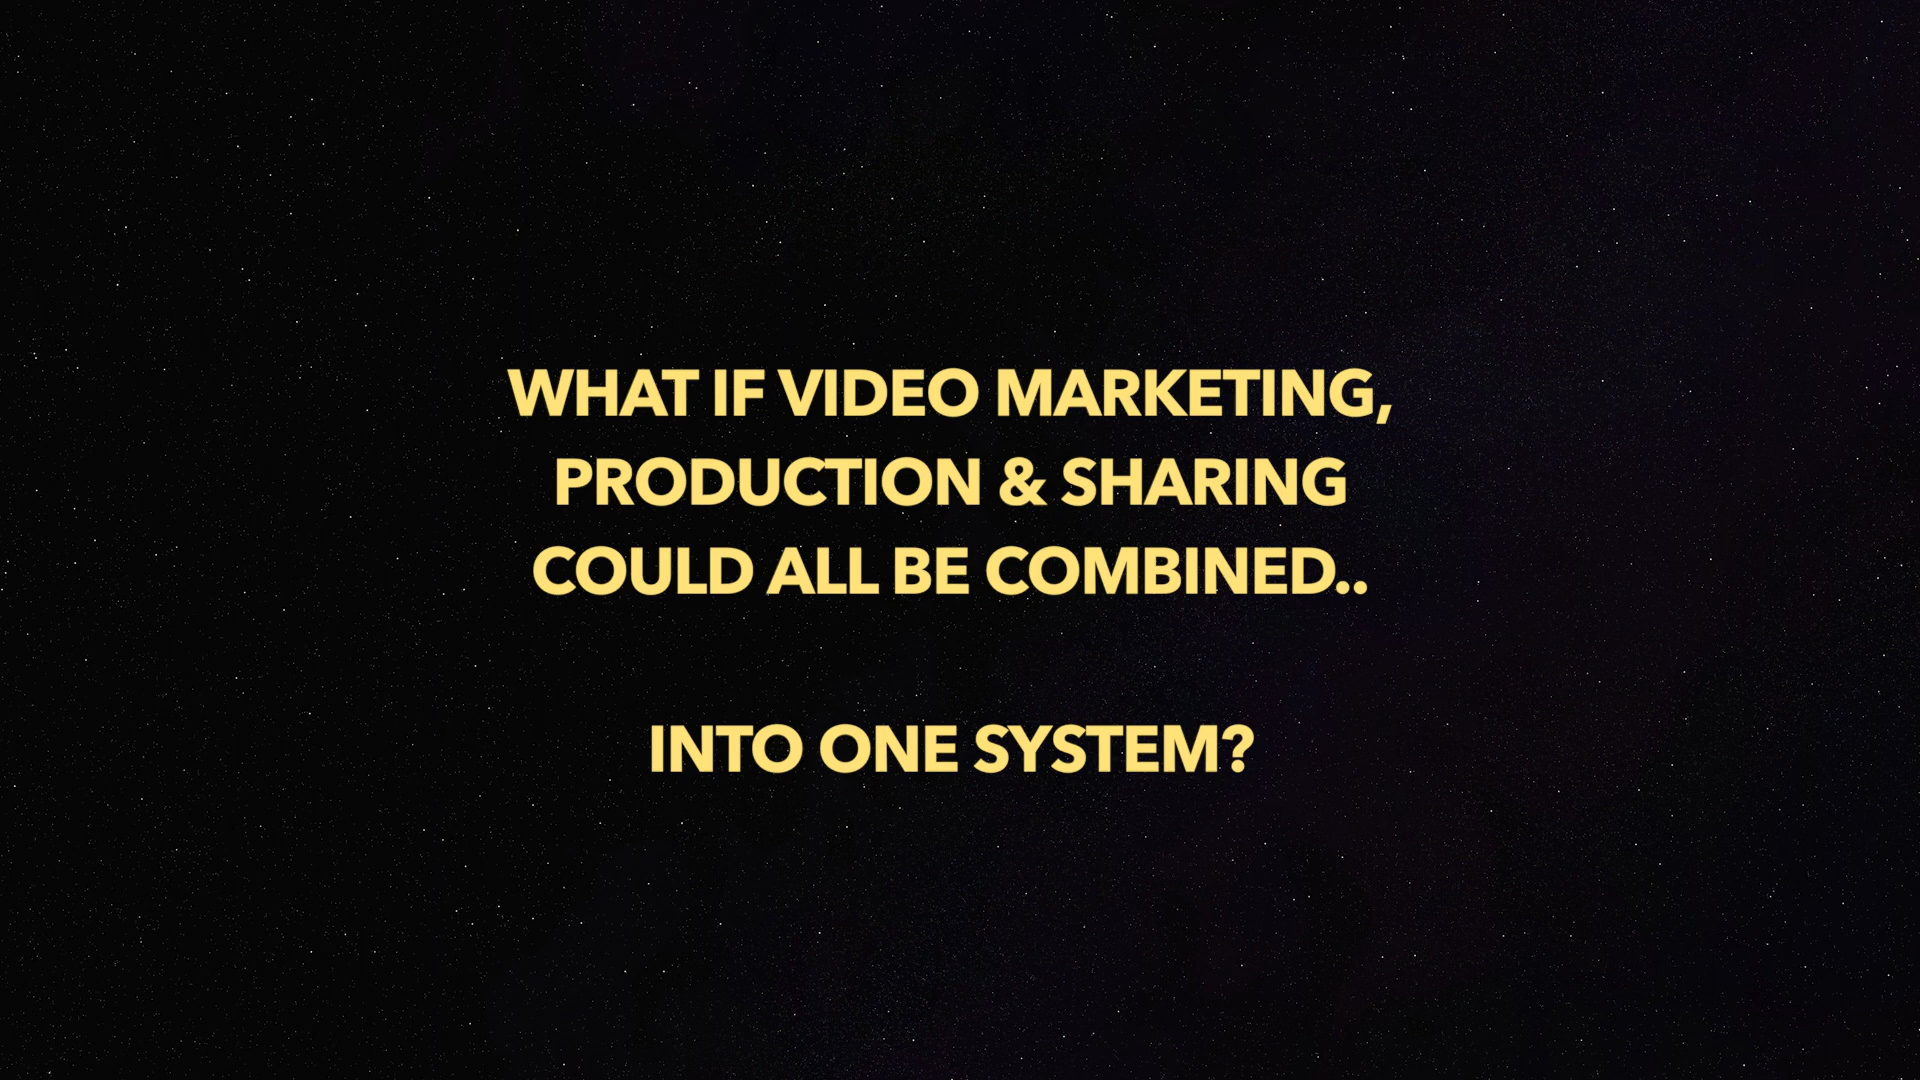 WHAT IF VIDEO MARKETING,
PRODUCTION & SHARING
COULD ALL BE COMBINED..
INTO ONE SYSTEM?